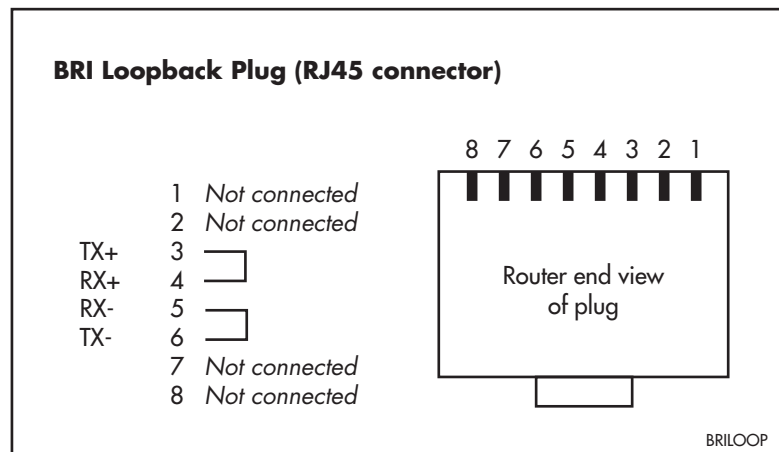 BRI Loopback Plug (RJ45 connector)
8 7 6 5 4 3 2 1
1 Not connected
2 Not connected
TX+ 3
RX+ 4
RX- 5
TX- 6
7 Not connected
8 Not connected
Router end view
of plug
BRILOOP